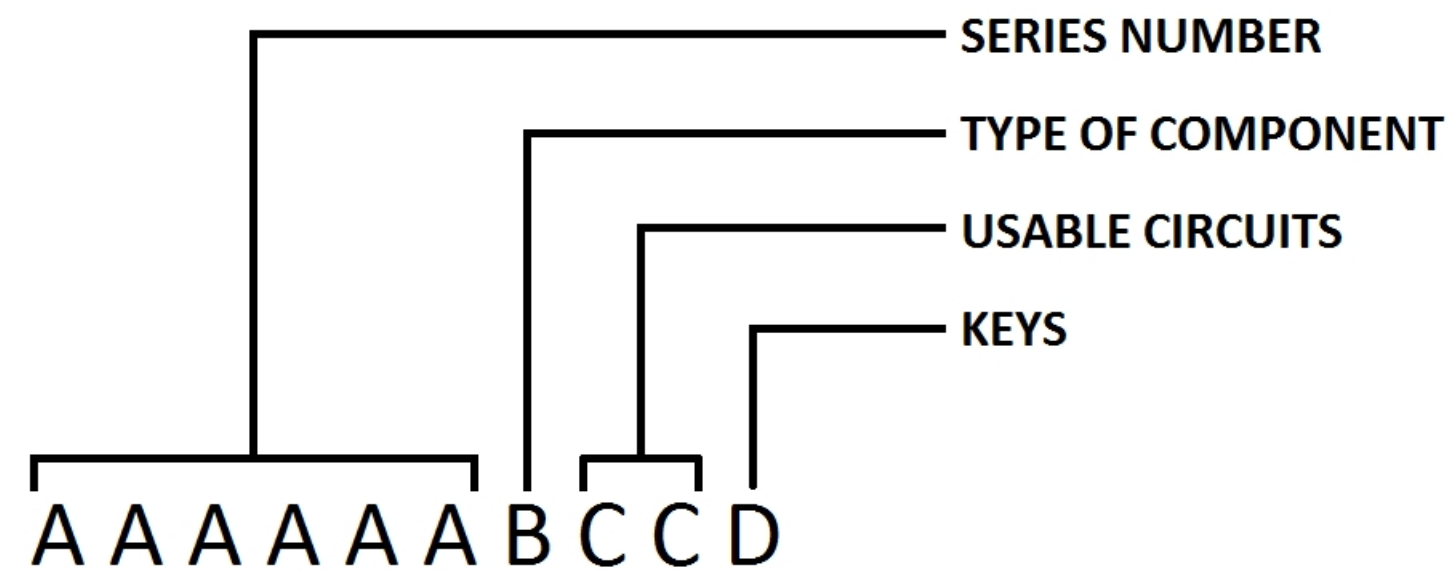 SERIES NUMBER
TYPE OF COMPONENT
USABLE CIRCUITS
KEYS
A A A A A A B C C D